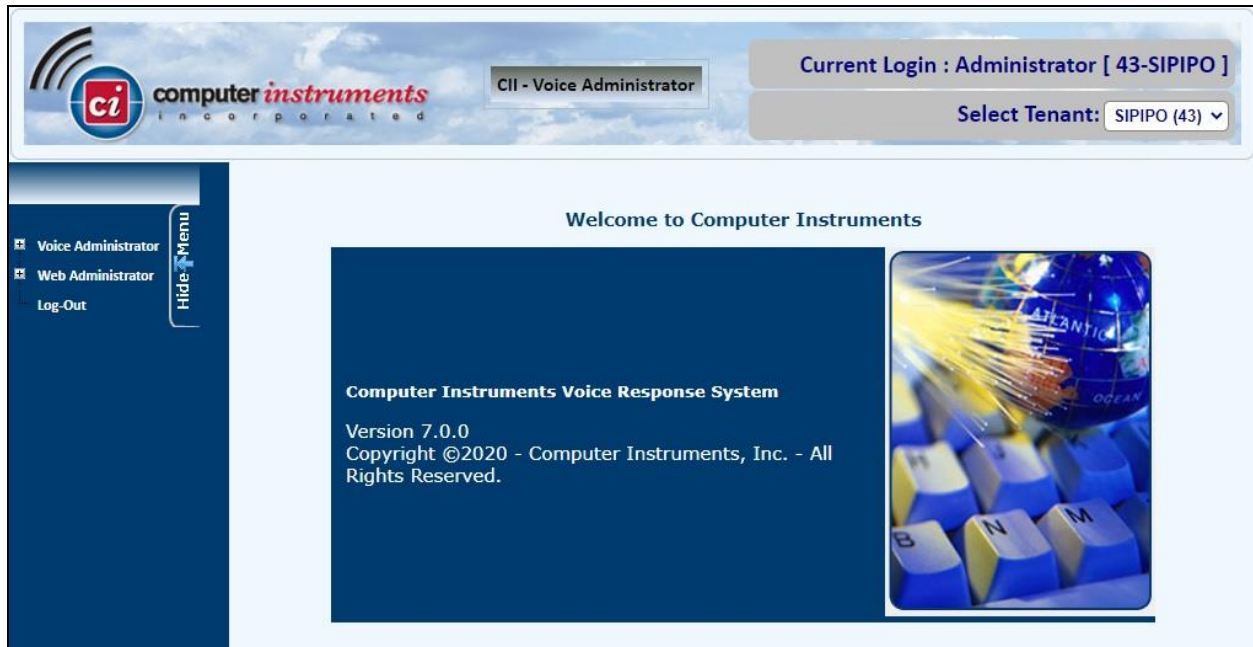 ci
computer instruments
incorporated
CII - Voice Administrator
Current Login : Administrator [ 43-SIPIPO ]
Select Tenant: SIPIPO (43)
Hide Menu
Voice Administrator
Web Administrator
Log-Out
Welcome to Computer Instruments
Computer Instruments Voice Response System
Version 7.0.0
Copyright ©2020 - Computer Instruments, Inc. - All
Rights Reserved.
ATLANTIC
OCEAN
H
J
B
N
M